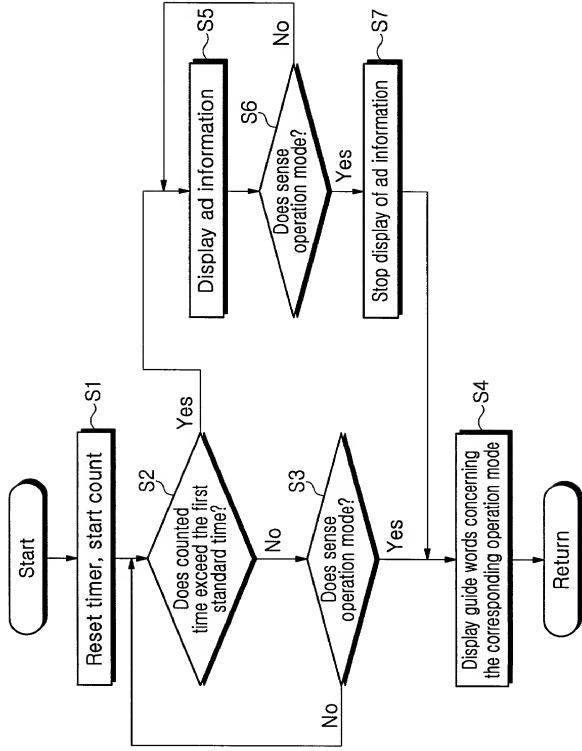 Start
Reset timer, start count
S1
Does counted
time exceed the first
standard time?
S2
Yes
No
Does sense
operation mode?
S3
No
Yes
Display guide words concerning
the corresponding operation mode
S4
Return
Display ad information
S5
Does sense
operation mode?
S6
No
Yes
Stop display of ad information
S7